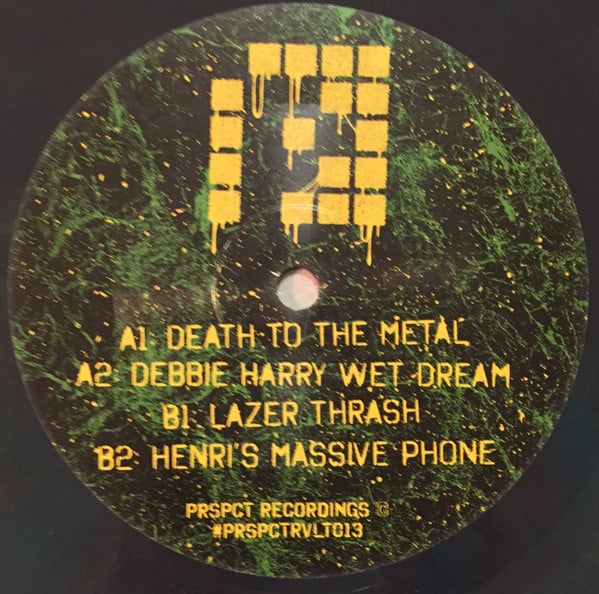 A1: DEATH TO THE METAL
A2: DEBBIE HARRY WET DREAM
B1: LAZER THRASH
B2: HENRI'S MASSIVE PHONE
PRSPCT RECORDINGS ©
#PRSPCTRVLT013